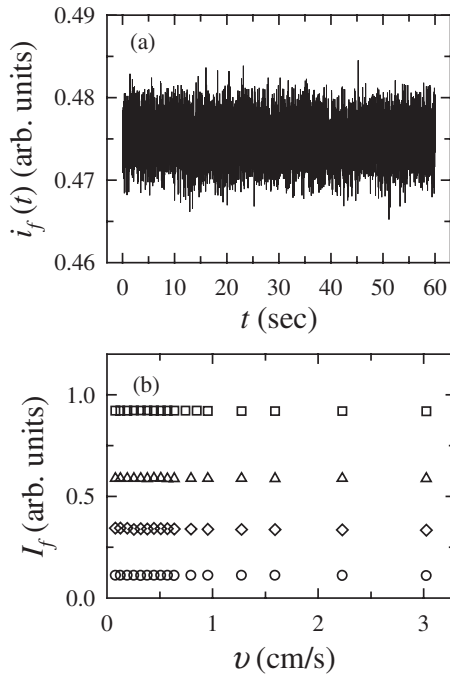 0.49
(a)
0.48
0.47
0.46
i_f(t) (arb. units)
0 10 20 30 40 50 60
t (sec)
(b)
1.0
0.5
0.0
I_f (arb. units)
0 1 2 3
υ (cm/s)